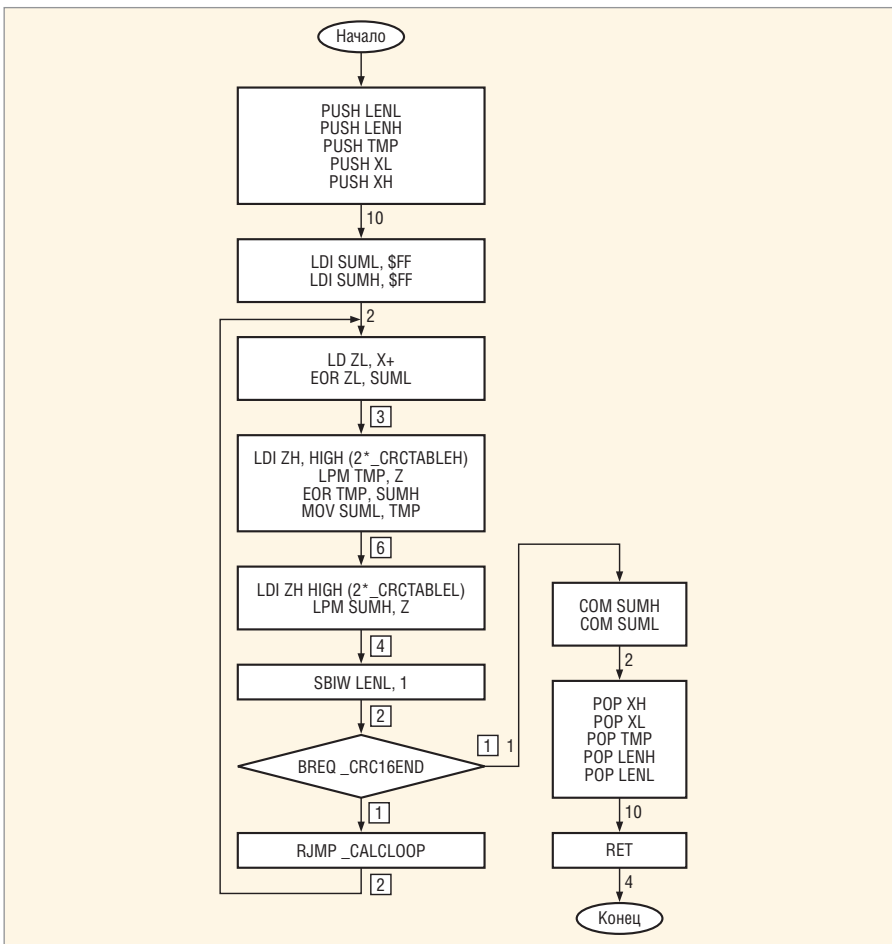 Начало
PUSH LENL
PUSH LENH
PUSH TMP
PUSH XL
PUSH XH
10
LDI SUML, $FF
LDI SUMH, $FF
2
LD ZL, X+
EOR ZL, SUML
3
LDI ZH, HIGH (2*_CRCTABLEH)
LPM TMP, Z
EOR TMP, SUMH
MOV SUML, TMP
6
LDI ZH HIGH (2*_CRCTABLEL)
LPM SUMH, Z
4
SBIW LENL, 1
2
BREQ _CRC16END
1 1
1
RJMP _CALCLOOP
2
COM SUMH
COM SUML
2
POP XH
POP XL
POP TMP
POP LENH
POP LENL
10
RET
4
Конец